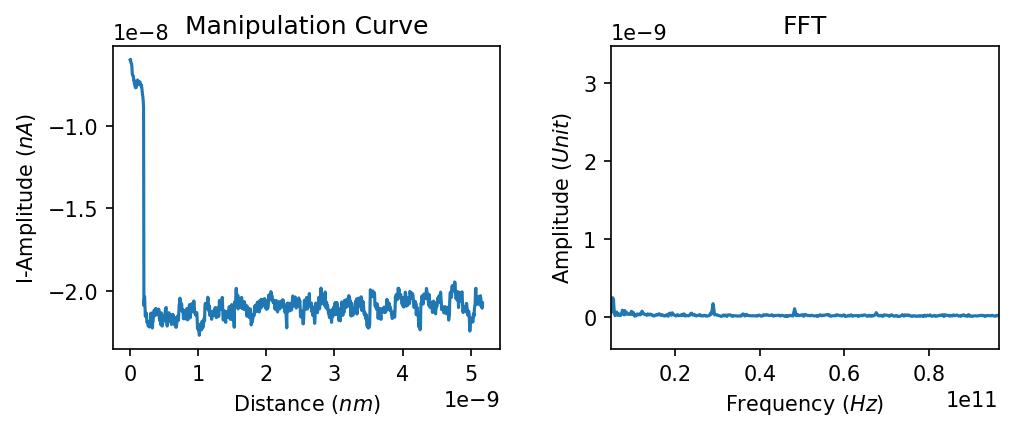 Manipulation Curve
1e−8
I-Amplitude (nA)
−1.0
−1.5
−2.0
0 1 2 3 4 5
1e−9
Distance (nm)
FFT
1e−9
Amplitude (Unit)
3
2
1
0
0.2 0.4 0.6 0.8
1e11
Frequency (Hz)